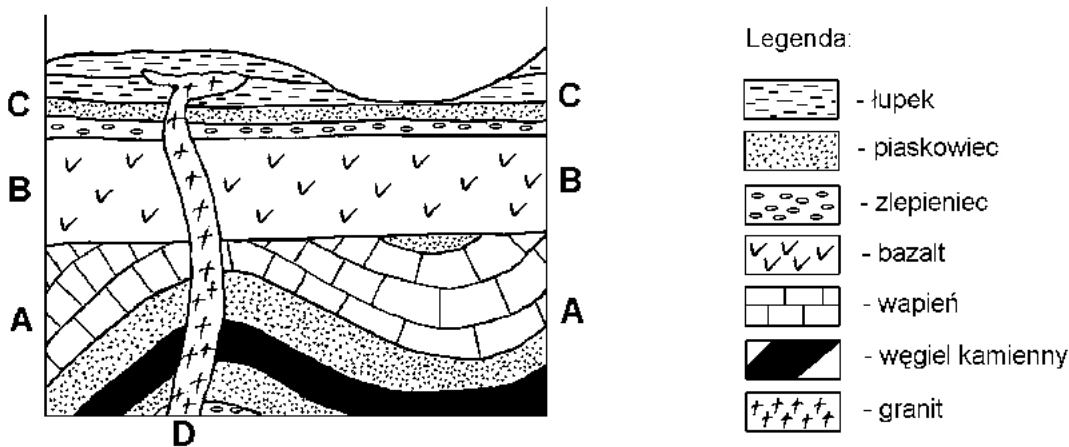 Legenda:
C
C
- łupek
- piaskowiec
B
B
- zlepieniec
- bazalt
A
A
- wapień
- węgiel kamienny
- granit
D